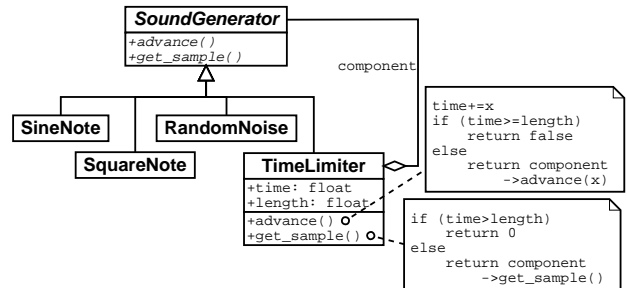 SoundGenerator
+advance()
+get_sample()
component
SineNote
RandomNoise
SquareNote
TimeLimiter
+time: float
+length: float
+advance()
+get_sample()
time+=x
if (time>=length)
return false
else
return component
->advance(x)
if (time>length)
return 0
else
return component
->get_sample()